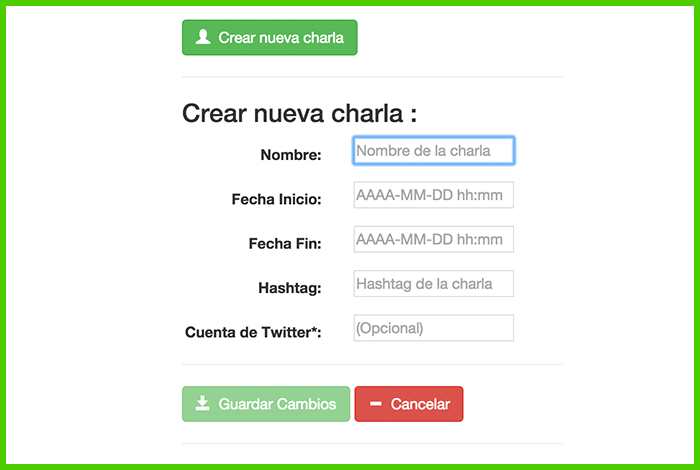 Crear nueva charla
Crear nueva charla :
Nombre: Nombre de la charla
Fecha Inicio: AAAA-MM-DD hh:mm
Fecha Fin: AAAA-MM-DD hh:mm
Hashtag: Hashtag de la charla
Cuenta de Twitter*: (Opcional)
Guardar Cambios Cancelar